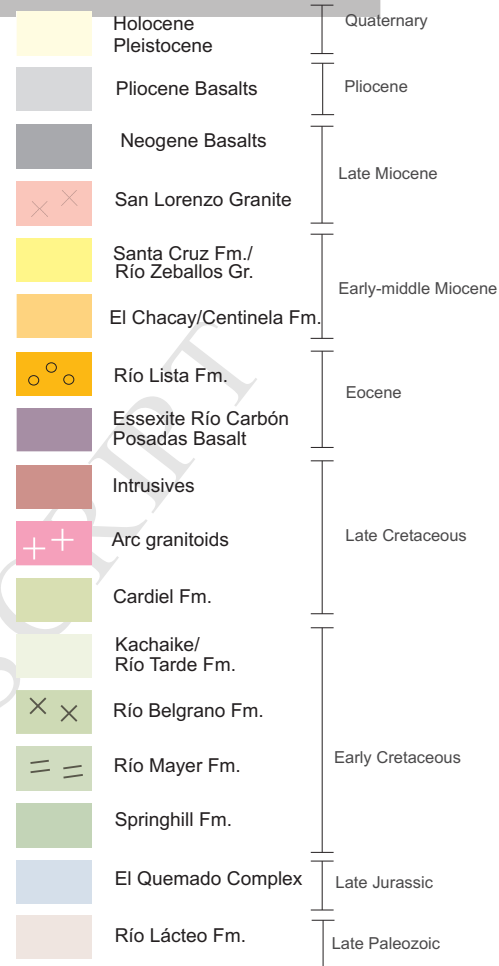 Holocene
Pleistocene
Quaternary
Pliocene Basalts
Pliocene
Neogene Basalts
Late Miocene
San Lorenzo Granite
Santa Cruz Fm./
Río Zeballos Gr.
Early-middle Miocene
El Chacay/Centinela Fm.
Río Lista Fm.
Eocene
Essexite Río Carbón
Posadas Basalt
Intrusives
Arc granitoids
Late Cretaceous
Cardiel Fm.
Kachaike/
Río Tarde Fm.
Río Belgrano Fm.
Early Cretaceous
Río Mayer Fm.
Springhill Fm.
El Quemado Complex
Late Jurassic
Río Lácteo Fm.
Late Paleozoic
SCRIPT